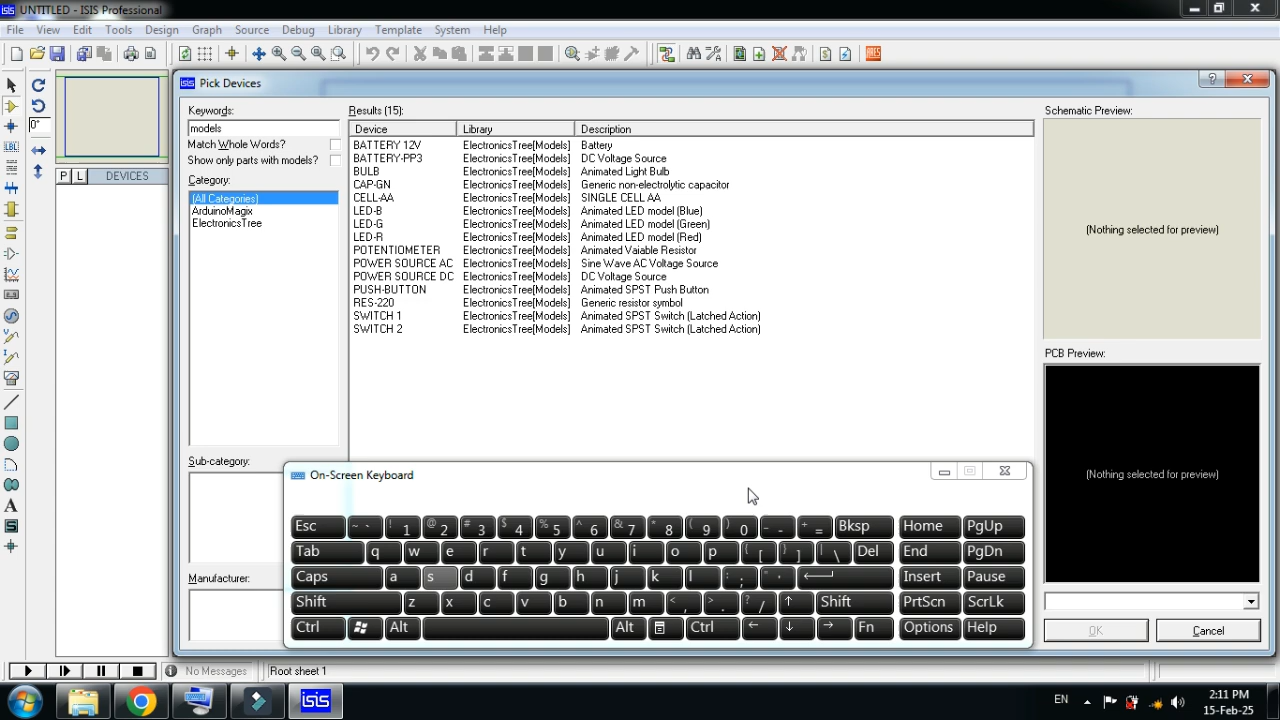 UNTITLED - ISIS Professional
File View Edit Tools Design Graph Source Debug Library Template System Help
Pick Devices
Keywords:
models
Match Whole Words?
Show only parts with models?
Category:
(All Categories)
ArduinoMagix
ElectronicsTree
Sub-category:
Manufacturer:
Results (15):
Device Library Description
BATTERY 12V ElectronicsTree[Models] Battery
BATTERY-PP3 ElectronicsTree[Models] DC Voltage Source
BULB ElectronicsTree[Models] Animated Light Bulb
CAP-GN ElectronicsTree[Models] Generic non-electrolytic capacitor
CELL-AA ElectronicsTree[Models] SINGLE CELL AA
LED-B ElectronicsTree[Models] Animated LED model (Blue)
LED-G ElectronicsTree[Models] Animated LED model (Green)
LED-R ElectronicsTree[Models] Animated LED model (Red)
POTENTIOMETER ElectronicsTree[Models] Animated Vaiable Resistor
POWER SOURCE AC ElectronicsTree[Models] Sine Wave AC Voltage Source
POWER SOURCE DC ElectronicsTree[Models] DC Voltage Source
PUSH-BUTTON ElectronicsTree[Models] Animated SPST Push Button
RES-220 ElectronicsTree[Models] Generic resistor symbol
SWITCH 1 ElectronicsTree[Models] Animated SPST Switch (Latched Action)
SWITCH 2 ElectronicsTree[Models] Animated SPST Switch (Latched Action)
Schematic Preview:
(Nothing selected for preview)
PCB Preview:
(Nothing selected for preview)
OK Cancel
0°
LBL
P L DEVICES
A
S
ARES
On-Screen Keyboard
Esc ~ ` ! 1 @ 2 # 3 $ 4 % 5 ^ 6 & 7 * 8 ( 9 ) 0 _ - + = Bksp Home PgUp
Tab q w e r t y u i o p { [ } ] | \ Del End PgDn
Caps a s d f g h j k l : ; " ' Insert Pause
Shift z x c v b n m < , > . ? / ↑ Shift PrtScn ScrLk
Ctrl Alt Alt Ctrl ← ↓ → Fn Options Help
No Messages Root sheet 1
isis
EN
2:11 PM
15-Feb-25